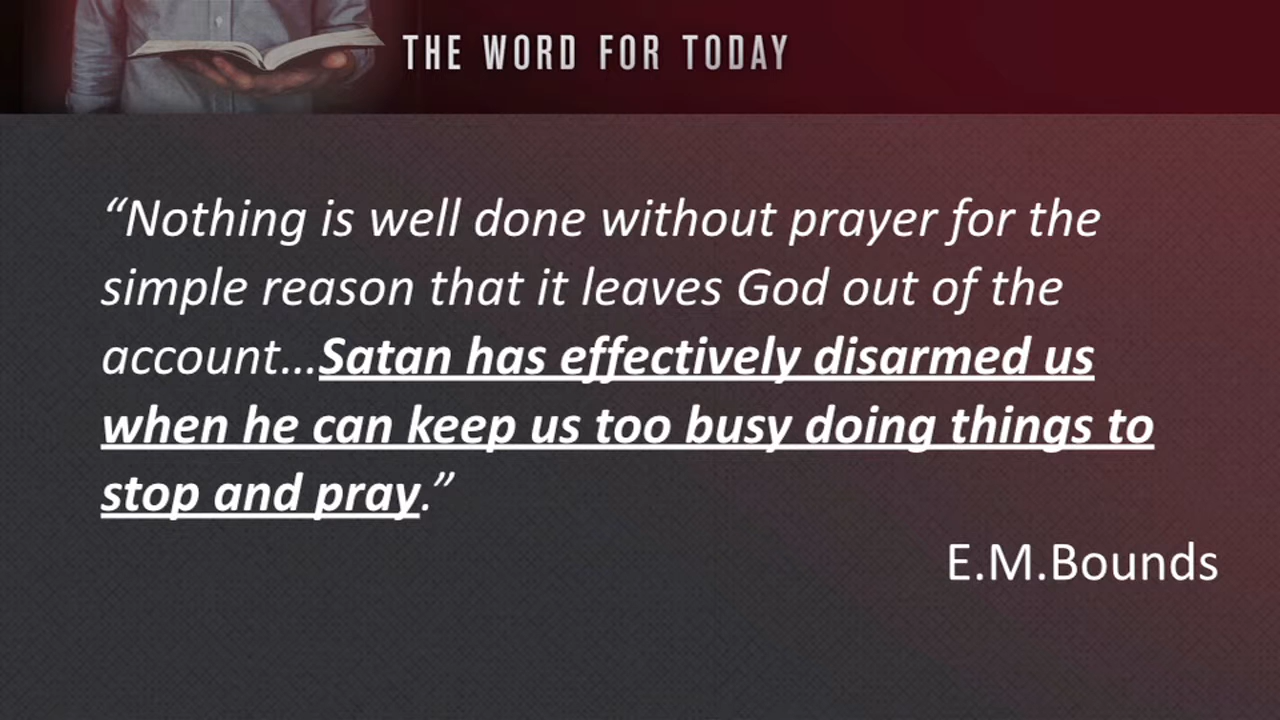 THE WORD FOR TODAY
“Nothing is well done without prayer for the
simple reason that it leaves God out of the
account...Satan has effectively disarmed us
when he can keep us too busy doing things to
stop and pray.”
E.M.Bounds